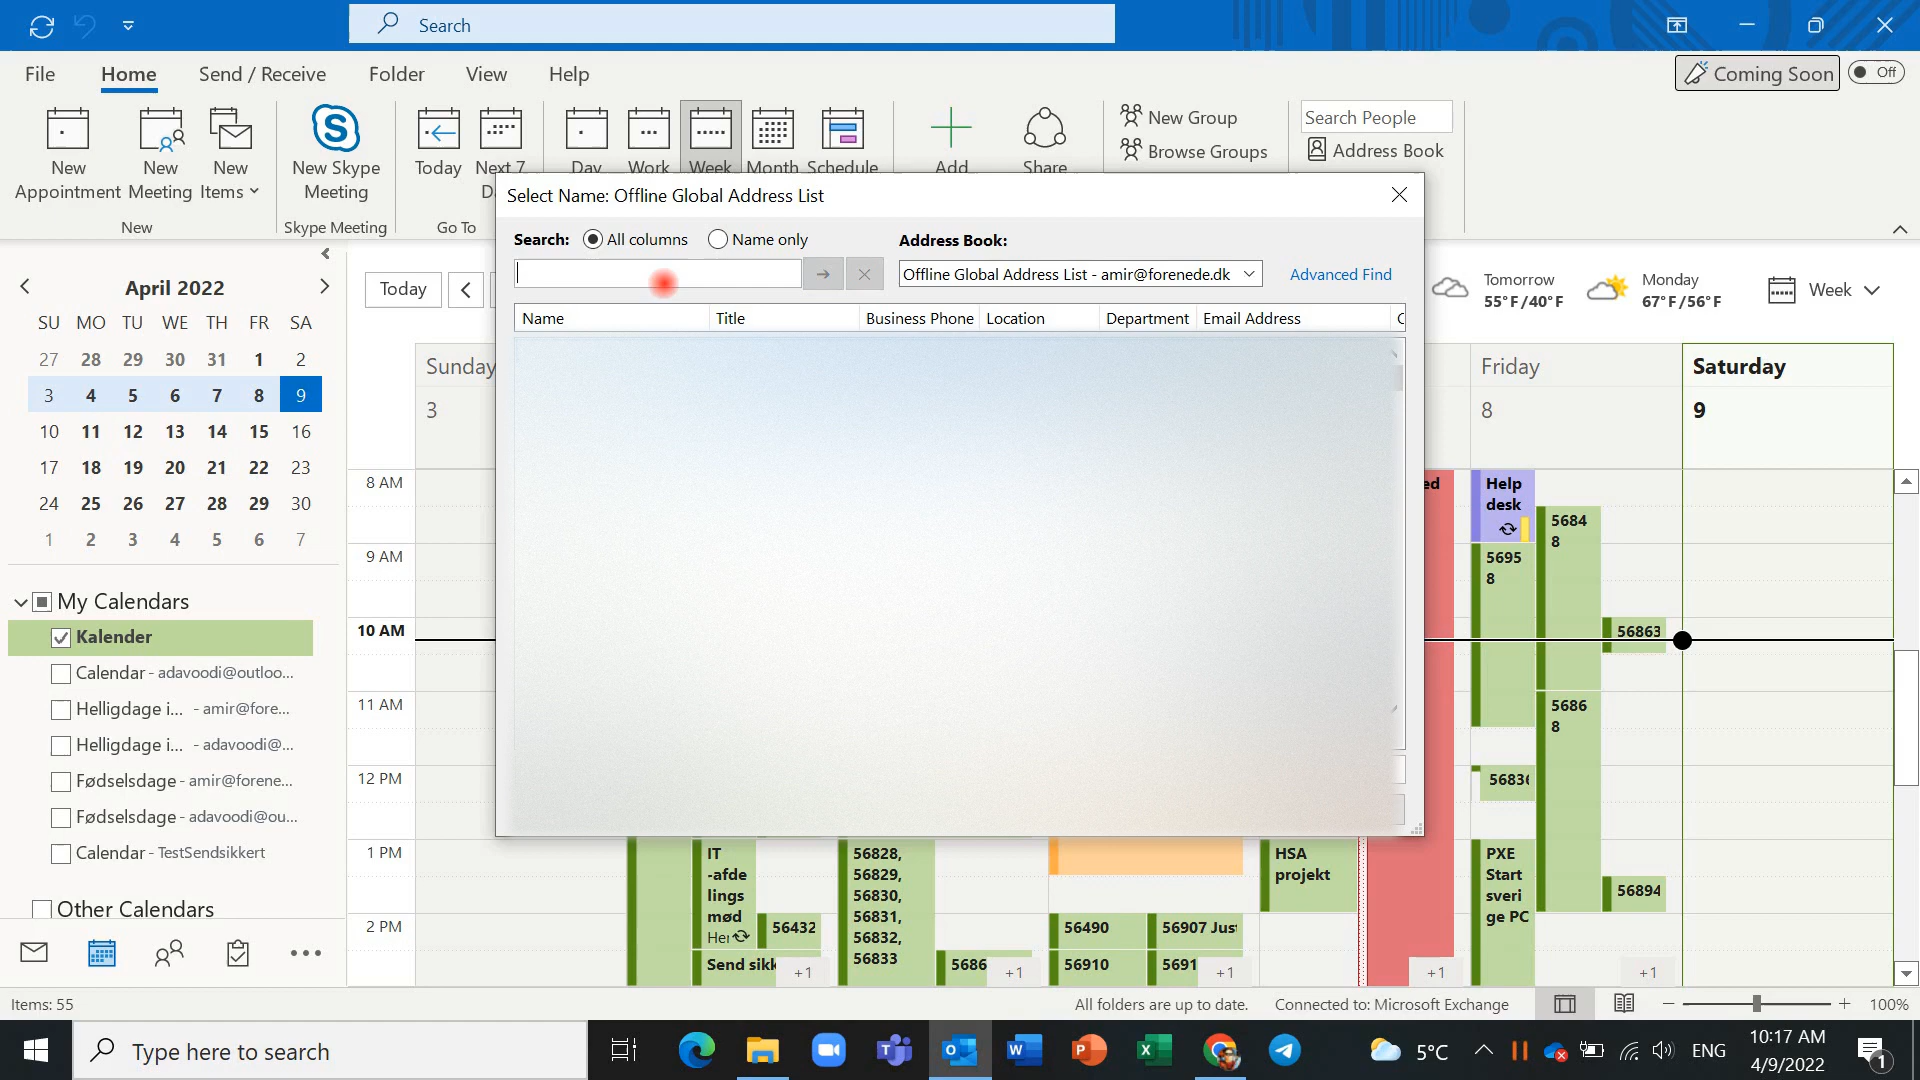 Search
File
Home
Send / Receive
Folder
View
Help
Coming Soon
Off
New
Appointment
New
Meeting
New
Items
New Skype
Meeting
Today
Next 7
Day
Work
Week
Month
Schedule
Add
Share
New Group
Browse Groups
Search People
Address Book
New
Skype Meeting
Go To
Select Name: Offline Global Address List
Search:
All columns
Name only
Address Book:
Offline Global Address List - amir@forenede.dk
Advanced Find
Name
Title
Business Phone
Location
Department
Email Address
April 2022
SU MO TU WE TH FR SA
27 28 29 30 31 1 2
3 4 5 6 7 8 9
10 11 12 13 14 15 16
17 18 19 20 21 22 23
24 25 26 27 28 29 30
1 2 3 4 5 6 7
My Calendars
Kalender
Calendar - adavoodi@outloo...
Helligdage i... - amir@fore...
Helligdage i... - adavoodi@...
Fødselsdage - amir@forene...
Fødselsdage - adavoodi@ou...
Calendar - TestSendsikkert
Other Calendars
Today
Tomorrow
55°F/40°F
Monday
67°F/56°F
Week
Sunday
3
Friday
8
Saturday
9
8 AM
9 AM
10 AM
11 AM
12 PM
1 PM
2 PM
ed
Help
desk
5684
8
5695
8
56863
5686
8
5683
IT
-afde
lings
mød
Her
56432
Send sikk
+1
56828,
56829,
56830,
56831,
56832,
56833
5686
+1
56490
56910
56907 Just
5691
+1
HSA
projekt
+1
PXE
Start
sveri
ge PC
56894
+1
Items: 55
All folders are up to date.
Connected to: Microsoft Exchange
100%
Type here to search
5°C
ENG
10:17 AM
4/9/2022
1